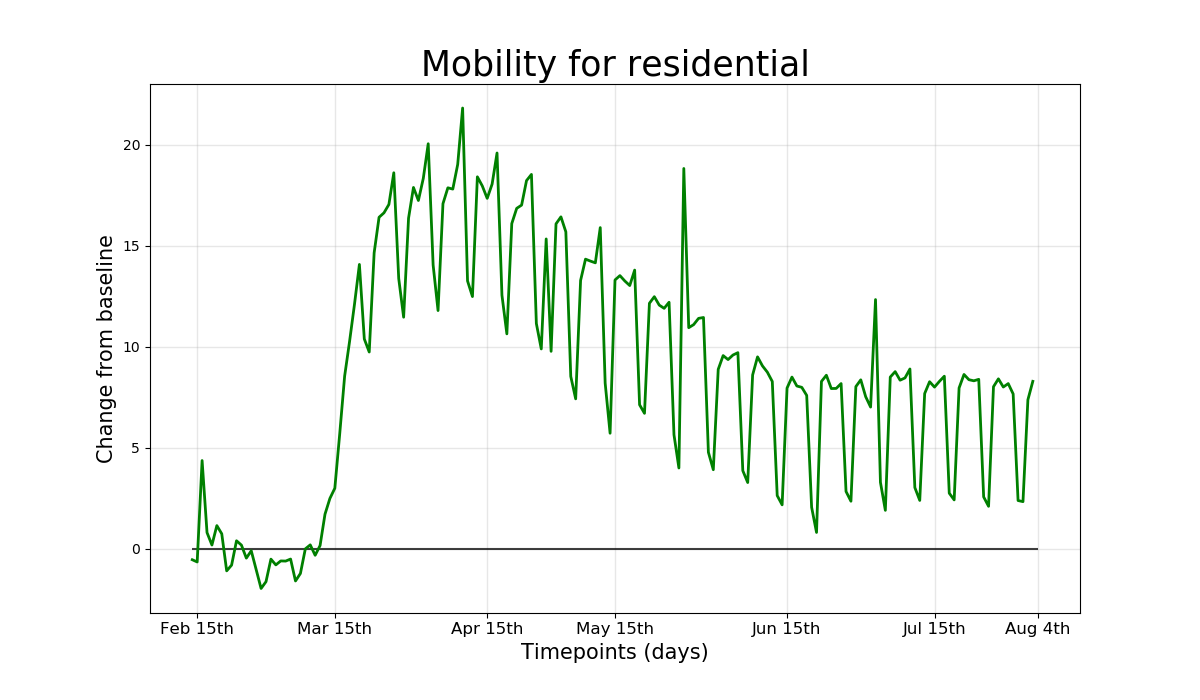 Mobility for residential
Change from baseline
20
15
10
5
0
Feb 15th Mar 15th Apr 15th May 15th Jun 15th Jul 15th Aug 4th
Timepoints (days)